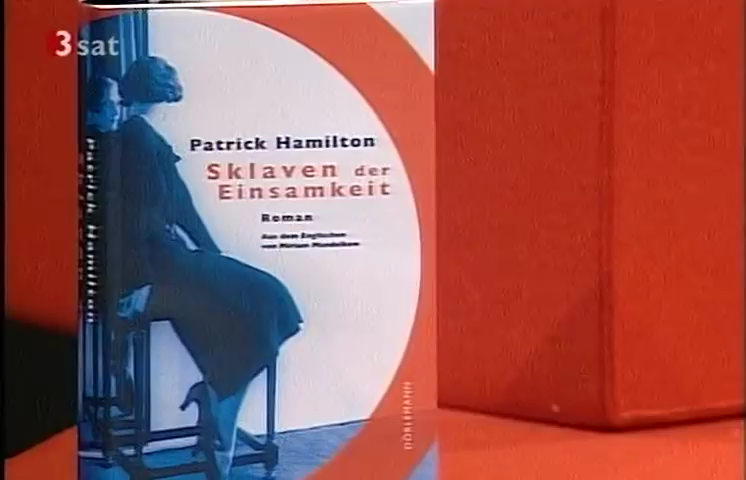 3sat
Patrick Hamilton
Sklaven der
Einsamkeit
Roman
Aus dem Englischen
von Miriam Mandelkow
Patrick Hamilton
DÖRLEMANN